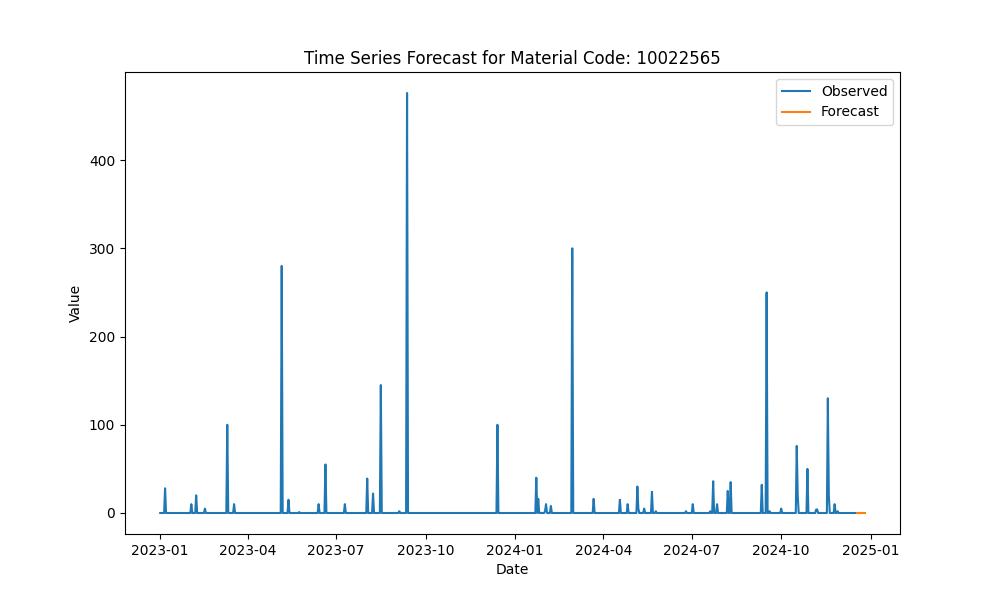 Time Series Forecast for Material Code: 10022565
Observed
Forecast
400
300
200
100
0
Value
2023-01 2023-04 2023-07 2023-10 2024-01 2024-04 2024-07 2024-10 2025-01
Date